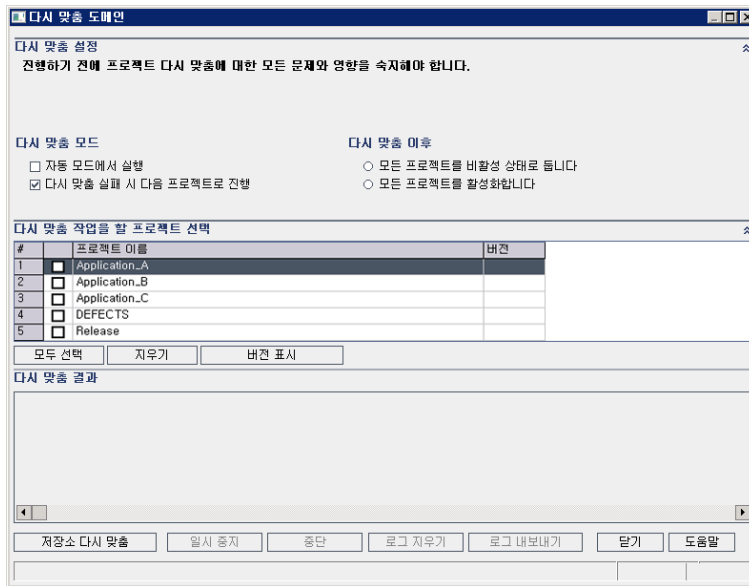 다시 맞춤 도메인
다시 맞춤 설정
진행하기 전에 프로젝트 다시 맞춤에 대한 모든 문제와 영향을 숙지해야 합니다.
다시 맞춤 모드
다시 맞춤 이후
자동 모드에서 실행
모든 프로젝트를 비활성 상태로 둡니다
다시 맞춤 실패 시 다음 프로젝트로 진행
모든 프로젝트를 활성화합니다
다시 맞춤 작업을 할 프로젝트 선택
# 프로젝트 이름 버전
1 Application_A
2 Application_B
3 Application_C
4 DEFECTS
5 Release
모두 선택 지우기 버전 표시
다시 맞춤 결과
저장소 다시 맞춤 일시 중지 중단 로그 지우기 로그 내보내기 닫기 도움말